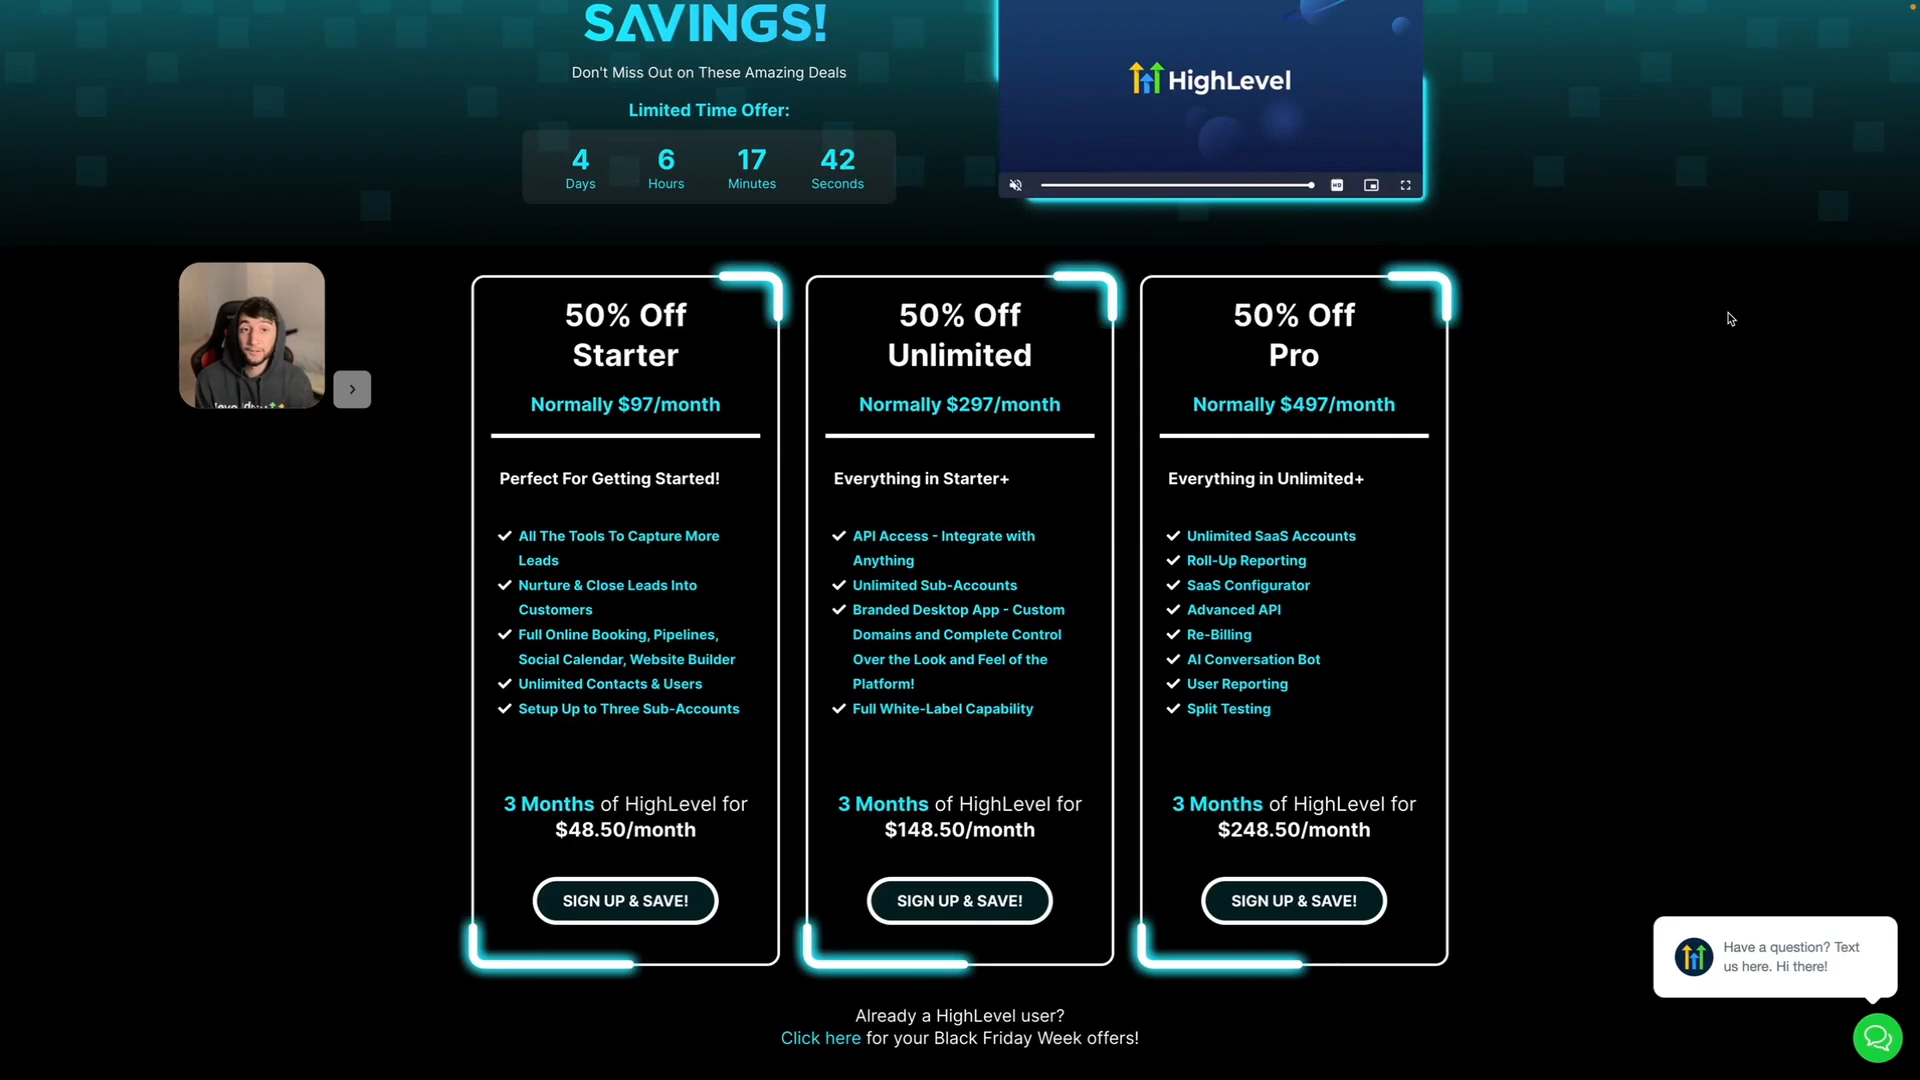 SAVINGS!
Don't Miss Out on These Amazing Deals
Limited Time Offer:
4 6 17 42
Days Hours Minutes Seconds
HighLevel
50% Off
Starter
Normally $97/month
Perfect For Getting Started!
All The Tools To Capture More
Leads
Nurture & Close Leads Into
Customers
Full Online Booking, Pipelines,
Social Calendar, Website Builder
Unlimited Contacts & Users
Setup Up to Three Sub-Accounts
3 Months of HighLevel for
$48.50/month
SIGN UP & SAVE!
50% Off
Unlimited
Normally $297/month
Everything in Starter+
API Access - Integrate with
Anything
Unlimited Sub-Accounts
Branded Desktop App - Custom
Domains and Complete Control
Over the Look and Feel of the
Platform!
Full White-Label Capability
3 Months of HighLevel for
$148.50/month
SIGN UP & SAVE!
50% Off
Pro
Normally $497/month
Everything in Unlimited+
Unlimited SaaS Accounts
Roll-Up Reporting
SaaS Configurator
Advanced API
Re-Billing
AI Conversation Bot
User Reporting
Split Testing
3 Months of HighLevel for
$248.50/month
SIGN UP & SAVE!
Already a HighLevel user?
Click here for your Black Friday Week offers!
Have a question? Text
us here. Hi there!